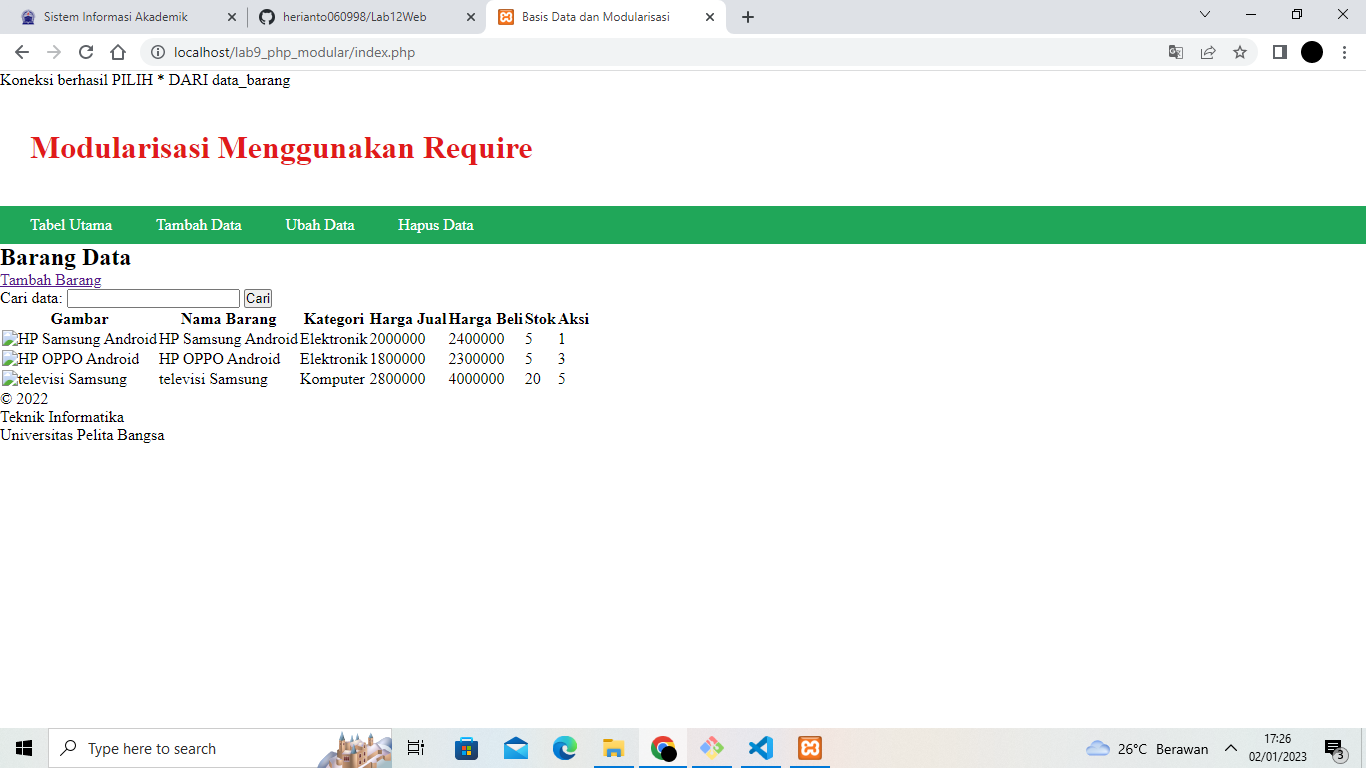 Sistem Informasi Akademik herianto060998/Lab12Web Basis Data dan Modularisasi
localhost/lab9_php_modular/index.php
Koneksi berhasil PILIH * DARI data_barang
Modularisasi Menggunakan Require
Tabel Utama Tambah Data Ubah Data Hapus Data
Barang Data
Tambah Barang
Cari data: Cari
Gambar Nama Barang Kategori Harga Jual Harga Beli Stok Aksi
HP Samsung Android HP Samsung Android Elektronik 2000000 2400000 5 1
HP OPPO Android HP OPPO Android Elektronik 1800000 2300000 5 3
televisi Samsung televisi Samsung Komputer 2800000 4000000 20 5
© 2022
Teknik Informatika
Universitas Pelita Bangsa
Type here to search 26°C Berawan 17:26
02/01/2023 3